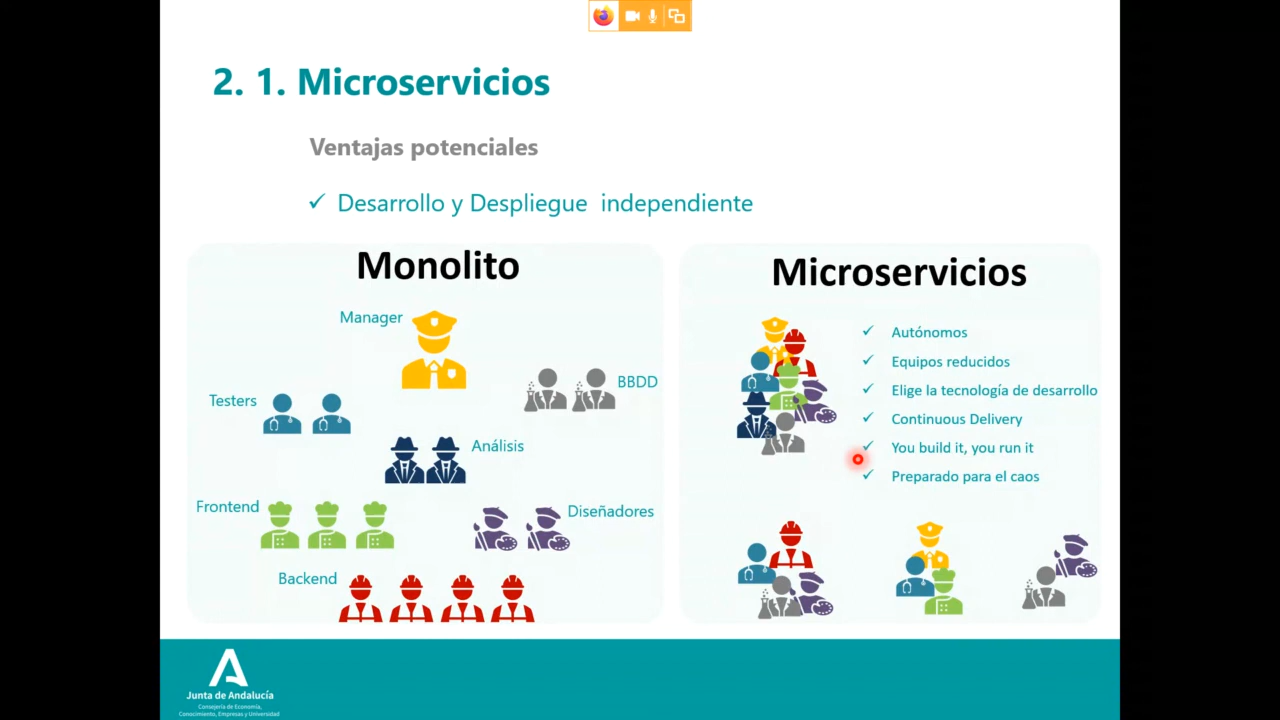 2. 1. Microservicios
Ventajas potenciales
✓ Desarrollo y Despliegue independiente
Monolito
Manager
BBDD
Testers
Análisis
Frontend
Diseñadores
Backend
Microservicios
✓ Autónomos
✓ Equipos reducidos
✓ Elige la tecnología de desarrollo
✓ Continuous Delivery
✓ You build it, you run it
✓ Preparado para el caos
Junta de Andalucía
Consejería de Economía,
Conocimiento, Empresas y Universidad